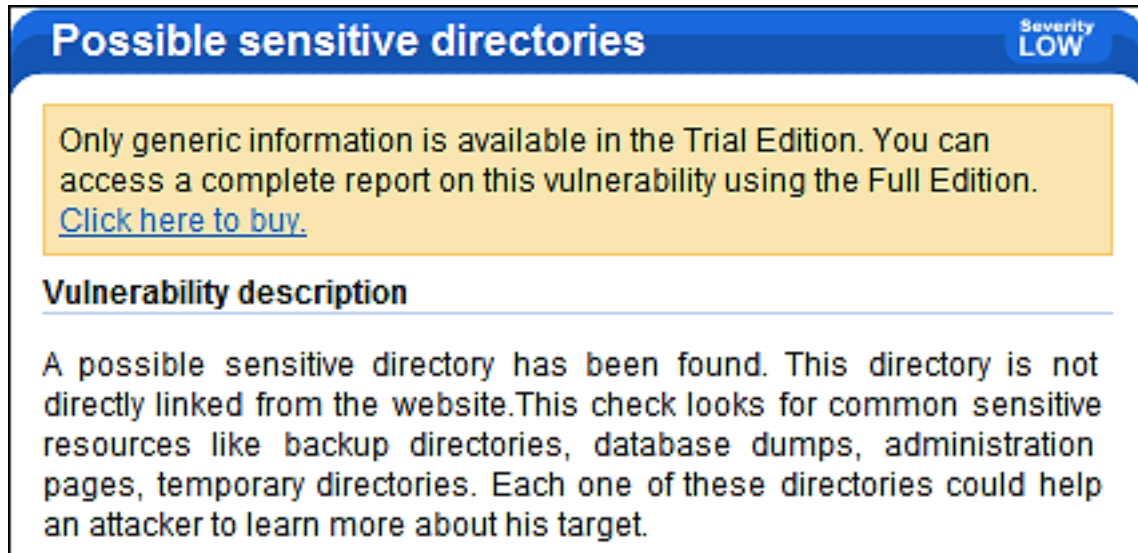 Possible sensitive directories
Severity
LOW
Only generic information is available in the Trial Edition. You can
access a complete report on this vulnerability using the Full Edition.
Click here to buy.
Vulnerability description
A possible sensitive directory has been found. This directory is not
directly linked from the website.This check looks for common sensitive
resources like backup directories, database dumps, administration
pages, temporary directories. Each one of these directories could help
an attacker to learn more about his target.